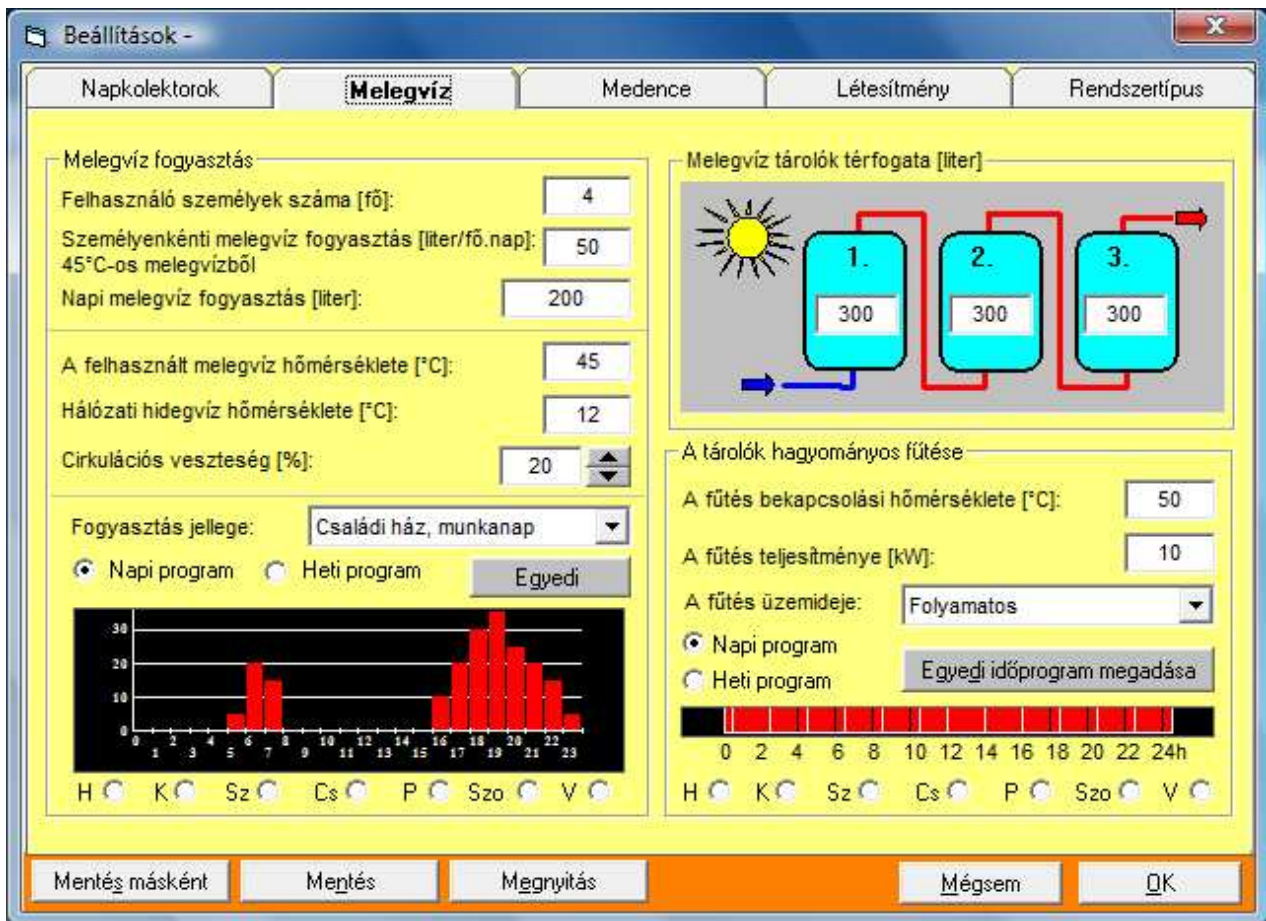 Beállítások -
Napkolektorok
Melegvíz
Medence
Létesítmény
Rendszertípus
Melegvíz fogyasztás
Felhasználó személyek száma [fő]:
4
Személyenkénti melegvíz fogyasztás [liter/fő.nap]:
45°C-os melegvízből
50
Napi melegvíz fogyasztás [liter]:
200
A felhasznált melegvíz hőmérséklete [°C]:
45
Hálózati hidegvíz hőmérséklete [°C]:
12
Cirkulációs veszteség [%]:
20
Fogyasztás jellege:
Családi ház, munkanap
Napi program
Heti program
Egyedi
30
20
10
0
0 2 4 6 8 10 12 14 16 18 20 22
1 3 5 7 9 11 13 15 17 19 21 23
H K Sz Cs P Szo V
Melegvíz tárolók térfogata [liter]
1. 2. 3.
300 300 300
A tárolók hagyományos fűtése
A fűtés bekapcsolási hőmérséklete [°C]:
50
A fűtés teljesítménye [kW]:
10
A fűtés üzemideje:
Folyamatos
Napi program
Heti program
Egyedi időprogram megadása
0 2 4 6 8 10 12 14 16 18 20 22 24h
H K Sz Cs P Szo V
Mentés másként
Mentés
Megnyitás
Mégsem
OK